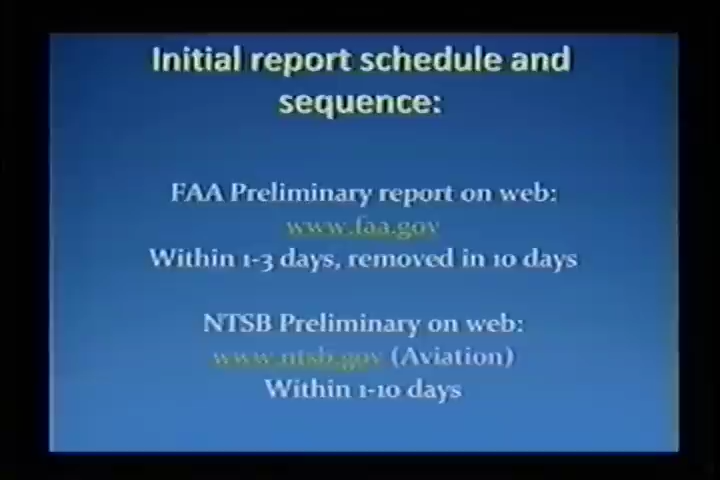 Initial report schedule and
sequence:
FAA Preliminary report on web:
www.faa.gov
Within 1-3 days, removed in 10 days
NTSB Preliminary on web:
www.ntsb.gov (Aviation)
Within 1-10 days